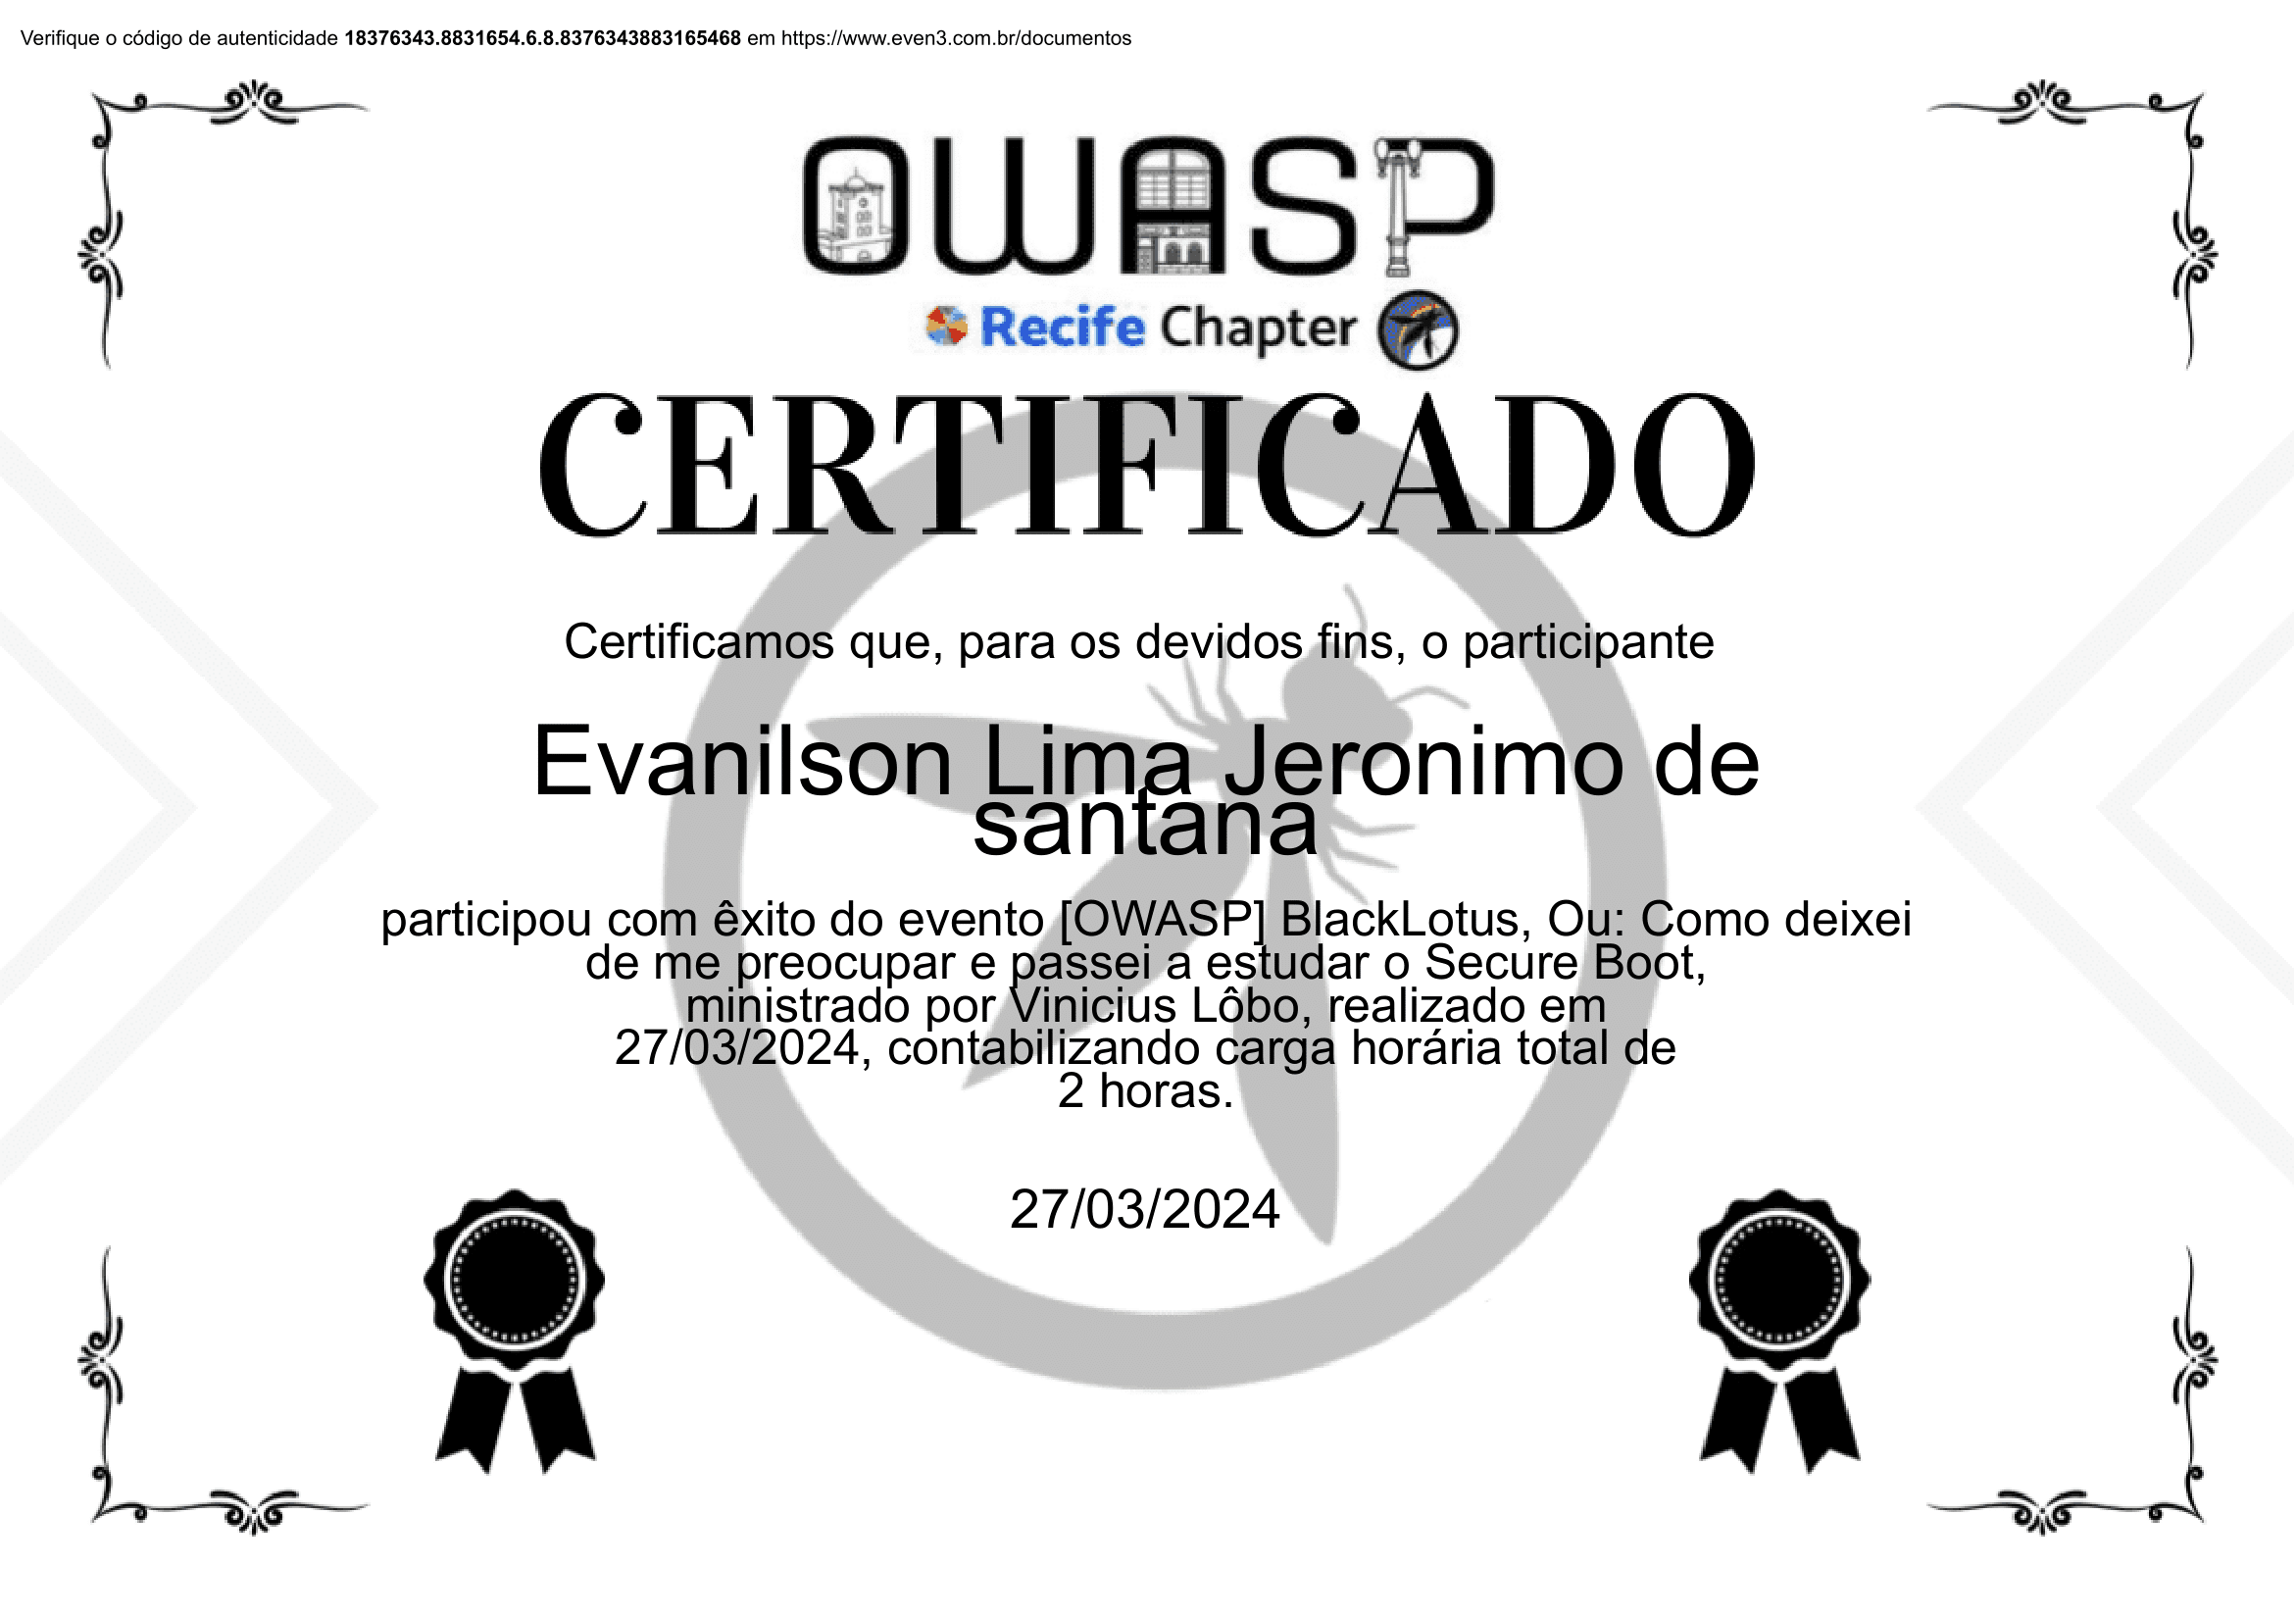 Verifique o código de autenticidade 18376343.8831654.6.8.8376343883165468 em https://www.even3.com.br/documentos
OWASP
Recife Chapter
CERTIFICADO
Certificamos que, para os devidos fins, o participante
Evanilson Lima Jeronimo de
santana
participou com êxito do evento [OWASP] BlackLotus, Ou: Como deixei
de me preocupar e passei a estudar o Secure Boot,
ministrado por Vinicius Lôbo, realizado em
27/03/2024, contabilizando carga horária total de
2 horas.
27/03/2024